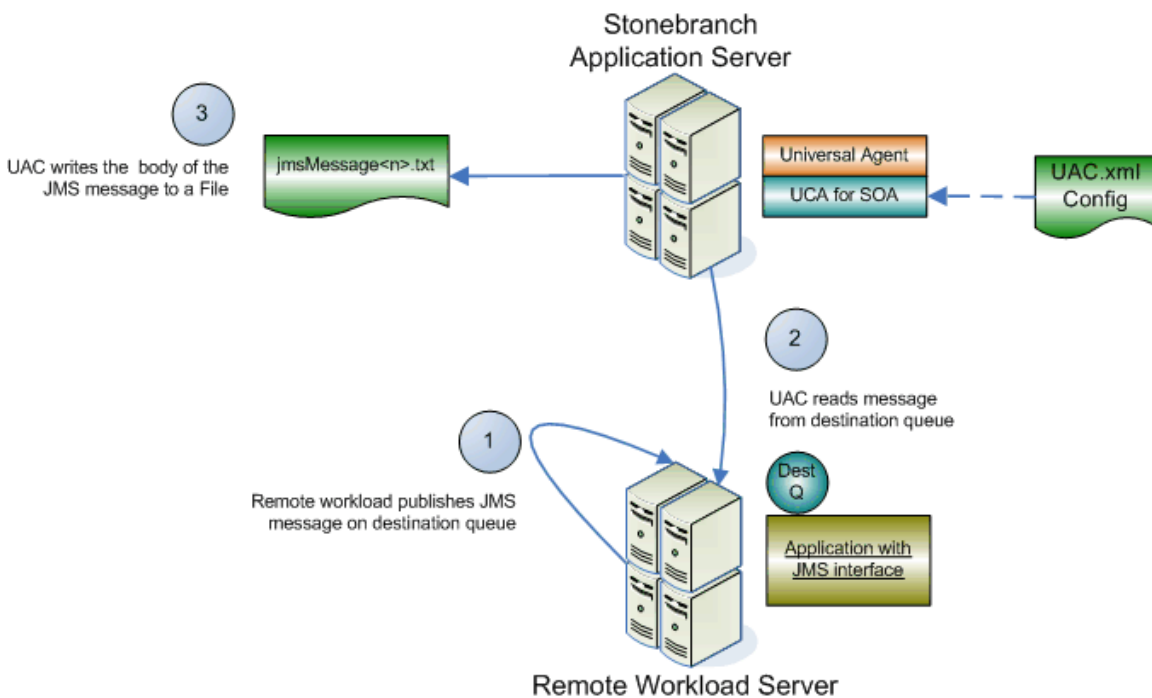 Stonebranch
Application Server
3
UAC writes the body of the
JMS message to a File
jmsMessage<n>.txt
Universal Agent
UCA for SOA
UAC.xml
Config
2
UAC reads message
from destination queue
1
Remote workload publishes JMS
message on destination queue
Dest
Q
Application with
JMS interface
Remote Workload Server